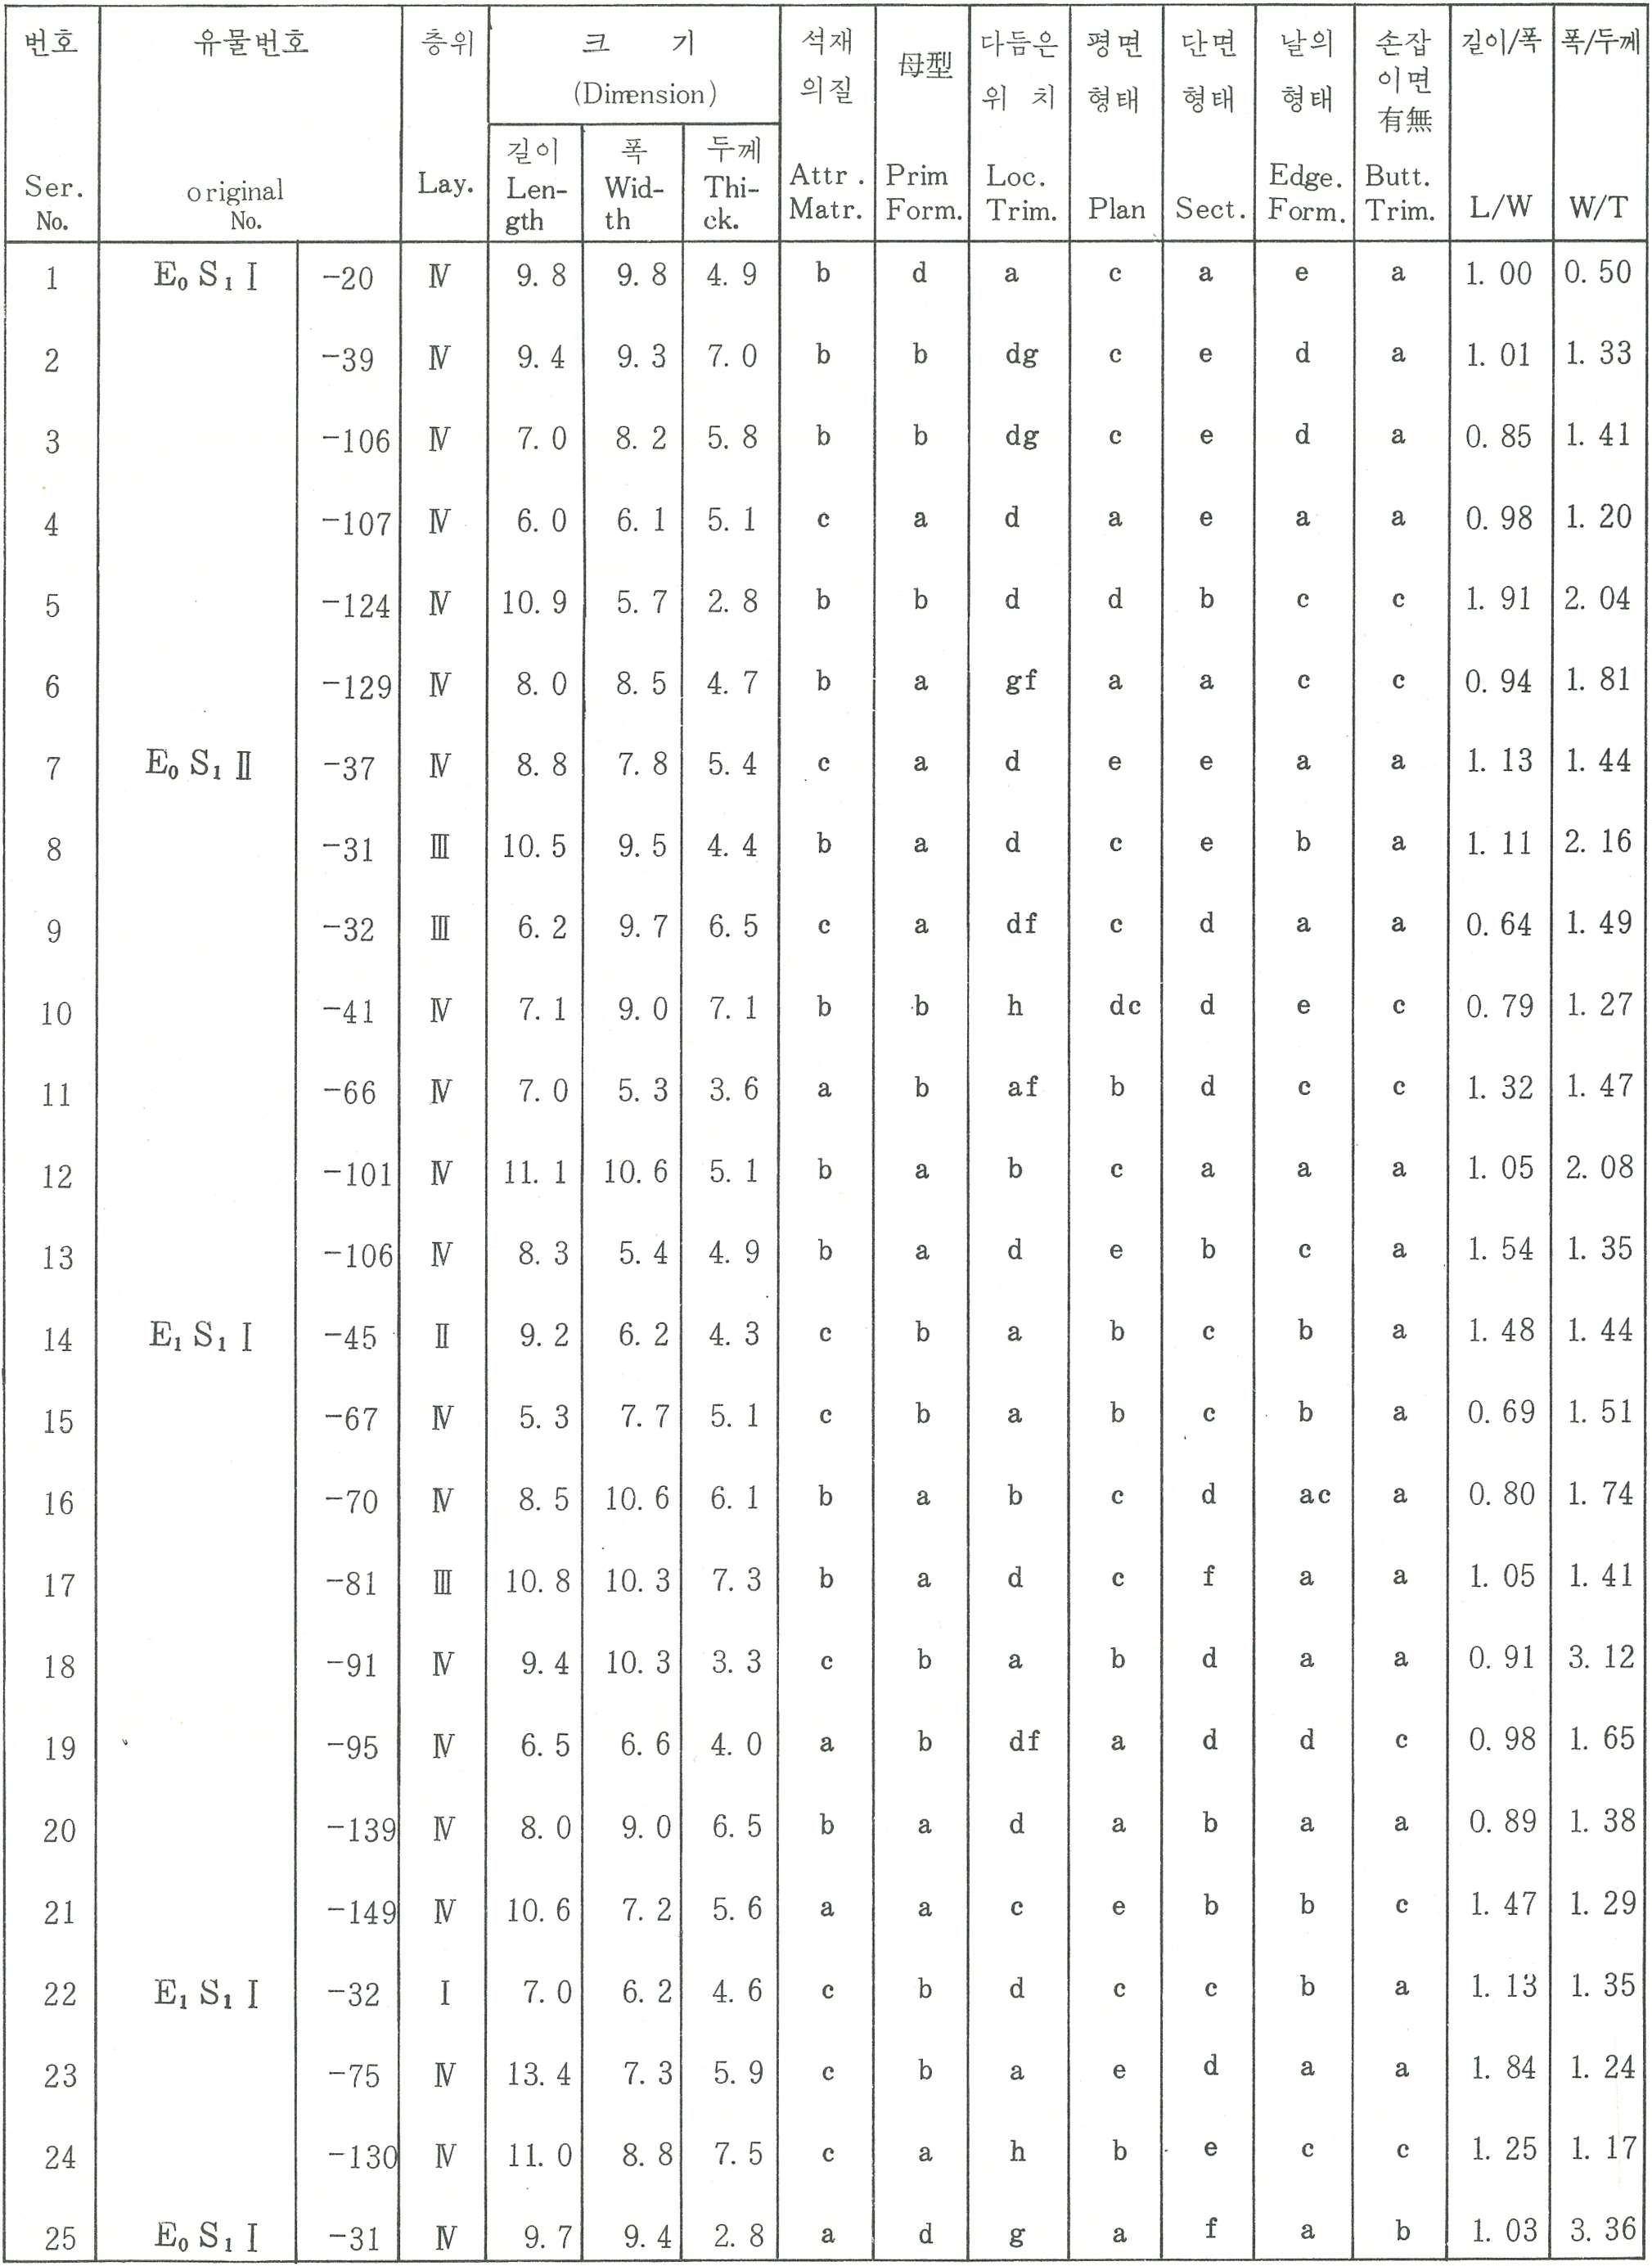 번호 유물번호 층위 크 기 석재 母型 다듬은 평면 단면 날의 손잡 길이/폭 폭/두께
(Dimension) 의질 위 치 형태 형태 형태 이면
有無
길이 폭 두께
Ser. original Lay. Len- Wid- Thi- Attr. Prim Loc. Edge. Butt.
No. No. gth th ck. Matr. Form. Trim. Plan Sect. Form. Trim. L/W W/T
1 E₀ S₁ Ⅰ -20 Ⅳ 9.8 9.8 4.9 b d a c a e a 1.00 0.50
2 -39 Ⅳ 9.4 9.3 7.0 b b dg c e d a 1.01 1.33
3 -106 Ⅳ 7.0 8.2 5.8 b b dg c e d a 0.85 1.41
4 -107 Ⅳ 6.0 6.1 5.1 c a d a e a a 0.98 1.20
5 -124 Ⅳ 10.9 5.7 2.8 b b d d b c c 1.91 2.04
6 -129 Ⅳ 8.0 8.5 4.7 b a gf a a c c 0.94 1.81
7 E₀ S₁ Ⅱ -37 Ⅳ 8.8 7.8 5.4 c a d e e a a 1.13 1.44
8 -31 Ⅲ 10.5 9.5 4.4 b a d c e b a 1.11 2.16
9 -32 Ⅲ 6.2 9.7 6.5 c a df c d a a 0.64 1.49
10 -41 Ⅳ 7.1 9.0 7.1 b b h dc d e c 0.79 1.27
11 -66 Ⅳ 7.0 5.3 3.6 a b af b d c c 1.32 1.47
12 -101 Ⅳ 11.1 10.6 5.1 b a b c a a a 1.05 2.08
13 -106 Ⅳ 8.3 5.4 4.9 b a d e b c a 1.54 1.35
14 E₁ S₁ Ⅰ -45 Ⅱ 9.2 6.2 4.3 c b a b c b a 1.48 1.44
15 -67 Ⅳ 5.3 7.7 5.1 c b a b c b a 0.69 1.51
16 -70 Ⅳ 8.5 10.6 6.1 b a b c d ac a 0.80 1.74
17 -81 Ⅲ 10.8 10.3 7.3 b a d c f a a 1.05 1.41
18 -91 Ⅳ 9.4 10.3 3.3 c b a b d a a 0.91 3.12
19 -95 Ⅳ 6.5 6.6 4.0 a b df a d d c 0.98 1.65
20 -139 Ⅳ 8.0 9.0 6.5 b a d a b a a 0.89 1.38
21 -149 Ⅳ 10.6 7.2 5.6 a a c e b b c 1.47 1.29
22 E₁ S₁ Ⅰ -32 Ⅰ 7.0 6.2 4.6 c b d c c b a 1.13 1.35
23 -75 Ⅳ 13.4 7.3 5.9 c b a e d a a 1.84 1.24
24 -130 Ⅳ 11.0 8.8 7.5 c a h b e c c 1.25 1.17
25 E₀ S₁ Ⅰ -31 Ⅳ 9.7 9.4 2.8 a d g a f a b 1.03 3.36